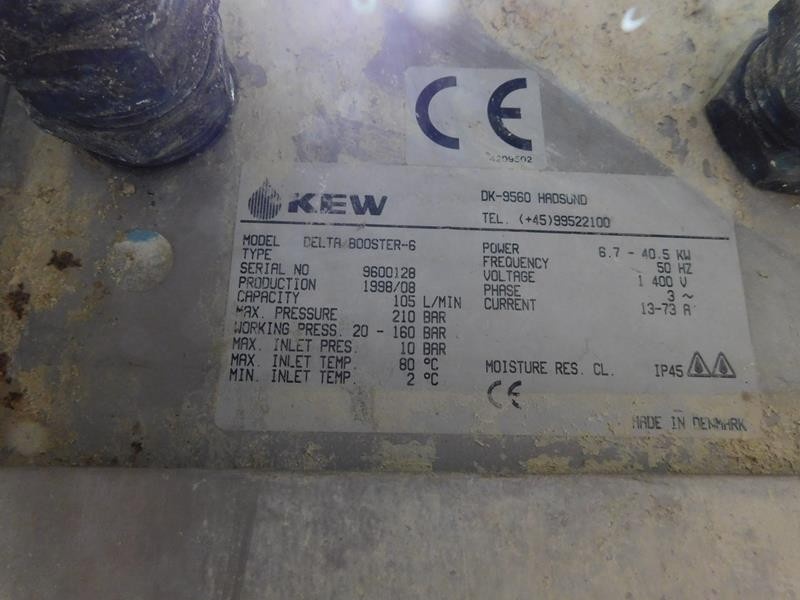 CE
4209502
KEW
DK-9560 HADSUND
TEL. (+45)99522100
MODEL DELTA BOOSTER-6
TYPE
SERIAL NO 9600128
PRODUCTION 1998/08
CAPACITY 105 L/MIN
MAX. PRESSURE 210 BAR
WORKING PRESS. 20 - 160 BAR
MAX. INLET PRES. 10 BAR
MAX. INLET TEMP. 80 °C
MIN. INLET TEMP. 2 °C
POWER 6.7 - 40.5 KW
FREQUENCY 50 HZ
VOLTAGE 1 400 V
PHASE 3 ~
CURRENT 13-73 A
MOISTURE RES. CL. IP45
CE
MADE IN DENMARK